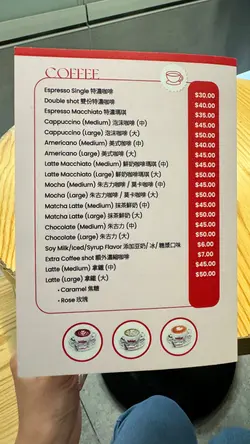 COFFEE
Espresso Single 特濃咖啡 $30.00
Double shot 雙份特濃咖啡 $40.00
Espresso Macchiato 特濃瑪琪 $35.00
Cappuccino (Medium) 泡沫咖啡 (中) $45.00
Cappuccino (Large) 泡沫咖啡 (大) $50.00
Americano (Medium) 美式咖啡 (中) $40.00
Americano (Large) 美式咖啡 (大) $45.00
Latte Macchiato (Medium) 鮮奶咖啡瑪琪 (中) $45.00
Latte Macchiato (Large) 鮮奶咖啡瑪琪 (大) $50.00
Mocha (Medium) 朱古力咖啡 / 莫卡咖啡 (中) $45.00
Mocha (Large) 朱古力咖啡 / 莫卡咖啡 (大) $50.00
Matcha Latte (Medium) 抹茶鮮奶 (中) $45.00
Matcha Latte (Large) 抹茶鮮奶 (大) $50.00
Chocolate (Medium) 朱古力 (中) $45.00
Chocolate (Large) 朱古力 (大) $50.00
Soy Milk/Iced/Syrup Flavor 添加豆奶/ 冰/ 糖漿口味 $6.00
Extra Coffee shot 額外濃縮咖啡 $7.00
Latte (Medium) 拿鐵 (中) $45.00
Latte (Large) 拿鐵 (大) $50.00
• Caramel 焦糖
• Rose 玫瑰